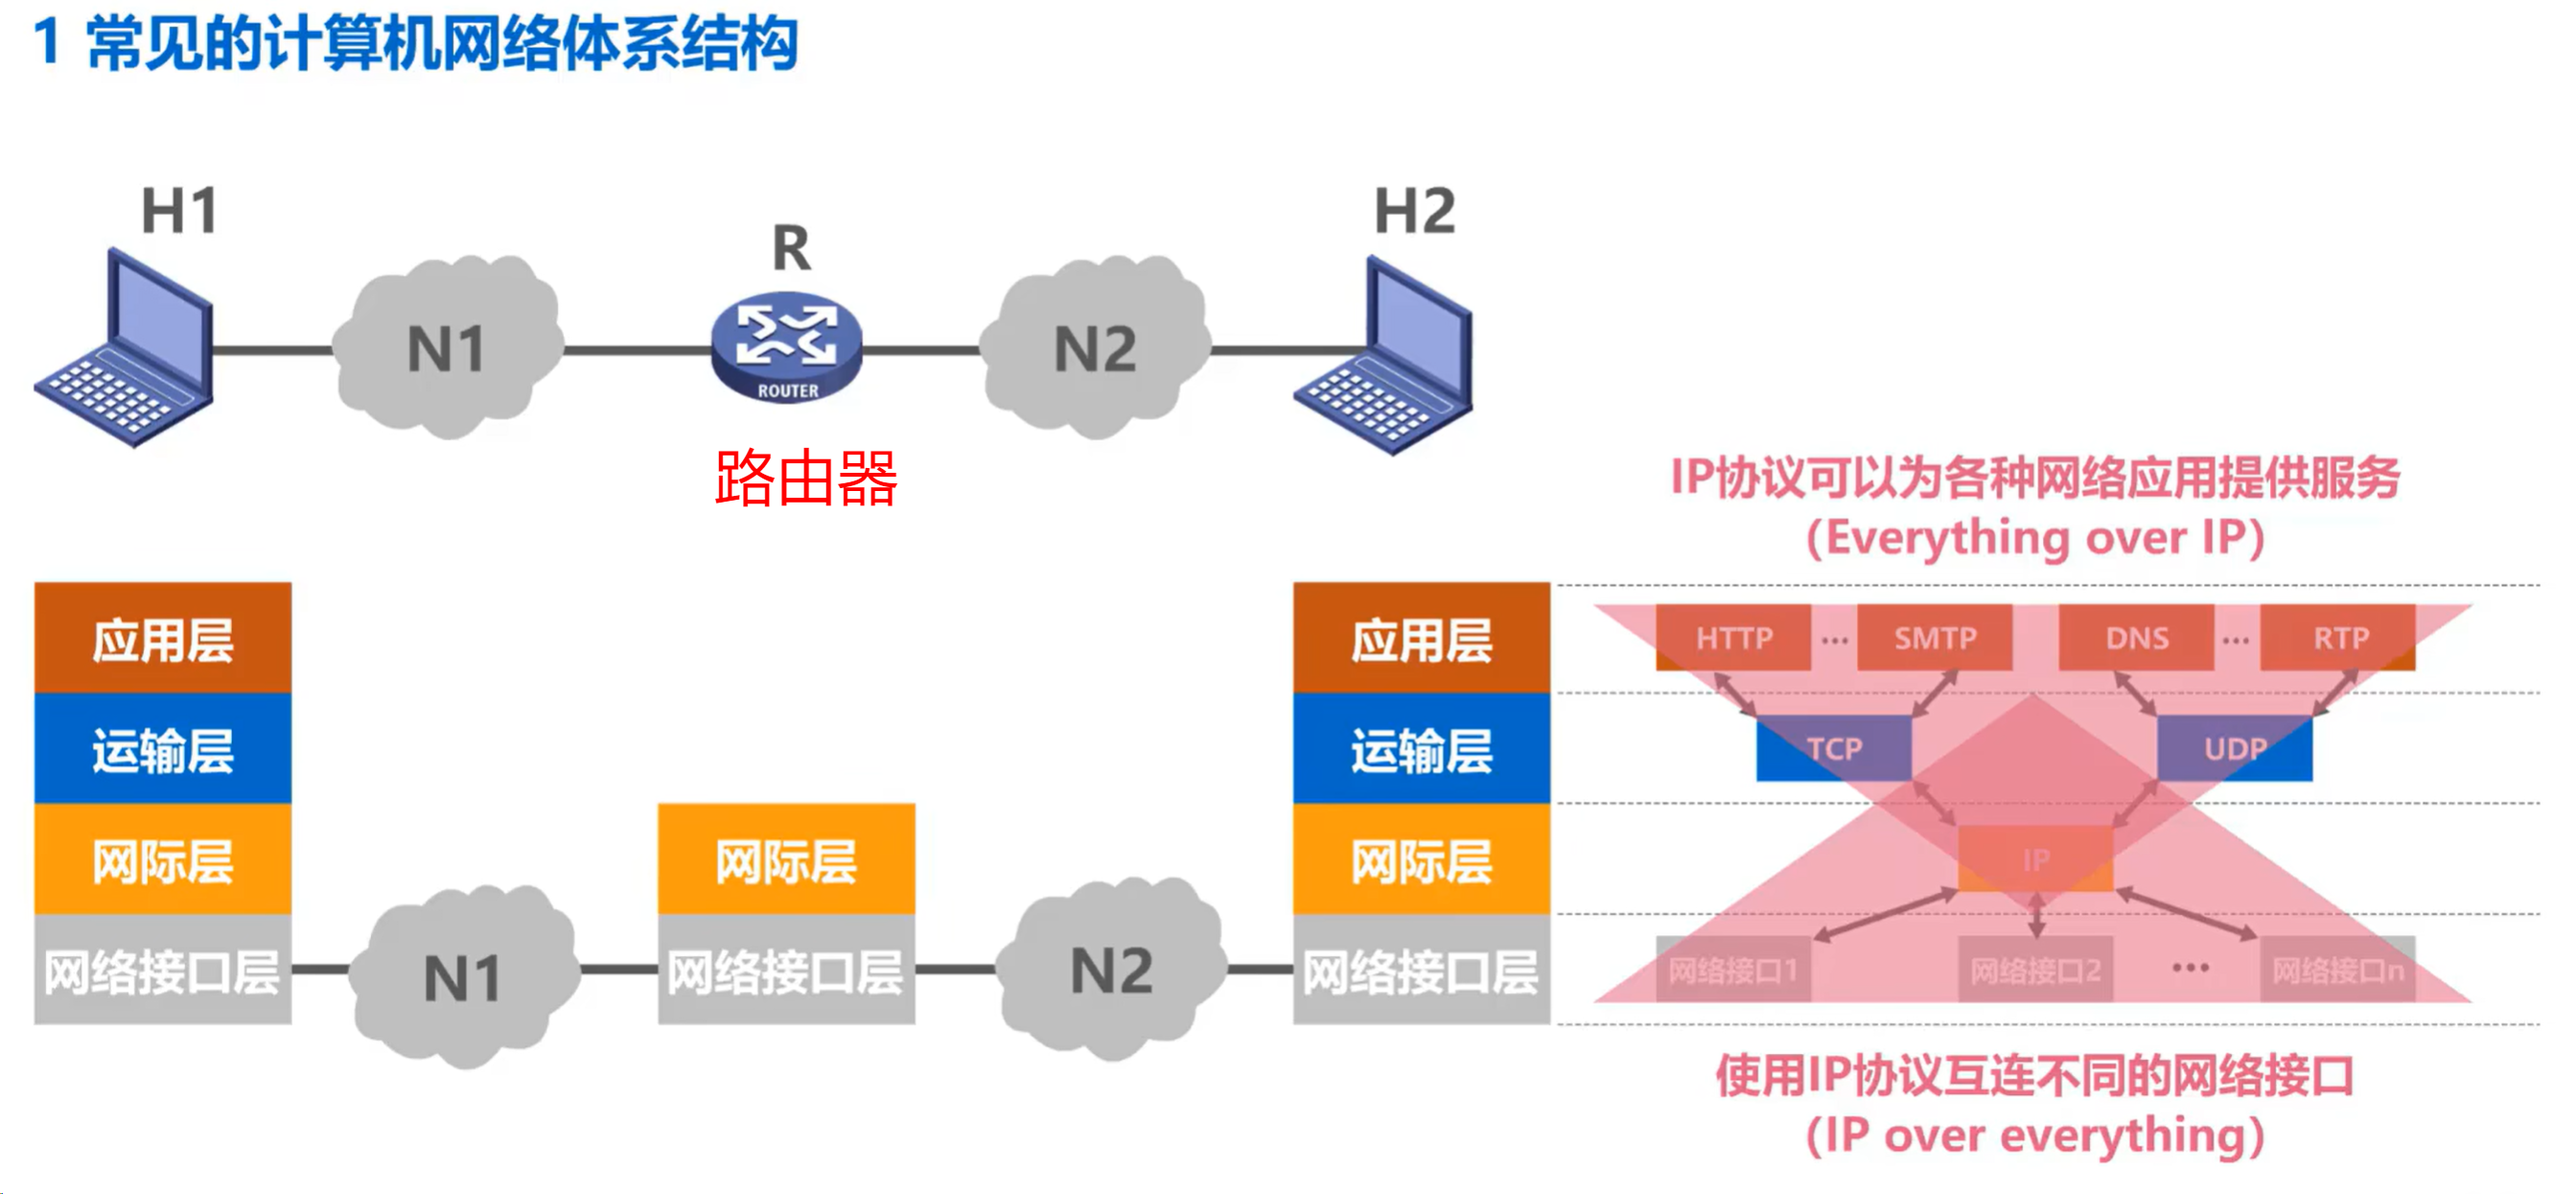 1 常见的计算机网络体系结构
H1
R
H2
N1
N2
ROUTER
路由器
IP协议可以为各种网络应用提供服务
(Everything over IP)
应用层
运输层
网际层
网络接口层
N1
网际层
网络接口层
N2
应用层
运输层
网际层
网络接口层
HTTP ··· SMTP DNS ··· RTP
TCP UDP
IP
网络接口1 网络接口2 ··· 网络接口n
使用IP协议互连不同的网络接口
(IP over everything)